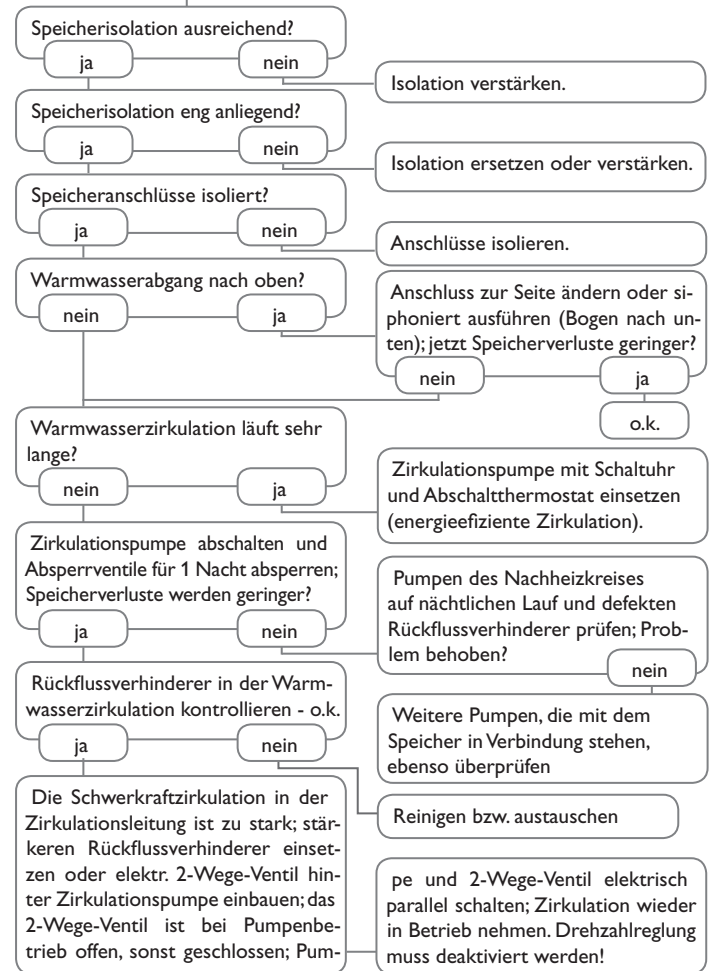 Speicherisolation ausreichend?
ja
nein
Isolation verstärken.
Speicherisolation eng anliegend?
ja
nein
Isolation ersetzen oder verstärken.
Speicheranschlüsse isoliert?
ja
nein
Anschlüsse isolieren.
Warmwasserabgang nach oben?
nein
ja
Anschluss zur Seite ändern oder si-
phoniert ausführen (Bogen nach un-
ten); jetzt Speicherverluste geringer?
nein
ja
o.k.
Warmwasserzirkulation läuft sehr
lange?
nein
ja
Zirkulationspumpe mit Schaltuhr
und Abschaltthermostat einsetzen
(energieefiziente Zirkulation).
Zirkulationspumpe abschalten und
Absperrventile für 1 Nacht absperren;
Speicherverluste werden geringer?
ja
nein
Pumpen des Nachheizkreises
auf nächtlichen Lauf und defekten
Rückflussverhinderer prüfen; Prob-
lem behoben?
nein
Weitere Pumpen, die mit dem
Speicher in Verbindung stehen,
ebenso überprüfen
Rückflussverhinderer in der Warm-
wasserzirkulation kontrollieren - o.k.
ja
nein
Reinigen bzw. austauschen
Die Schwerkraftzirkulation in der
Zirkulationsleitung ist zu stark; stär-
keren Rückflussverhinderer einset-
zen oder elektr. 2-Wege-Ventil hin-
ter Zirkulationspumpe einbauen; das
2-Wege-Ventil ist bei Pumpenbe-
trieb offen, sonst geschlossen; Pum-
pe und 2-Wege-Ventil elektrisch
parallel schalten; Zirkulation wieder
in Betrieb nehmen. Drehzahlreglung
muss deaktiviert werden!